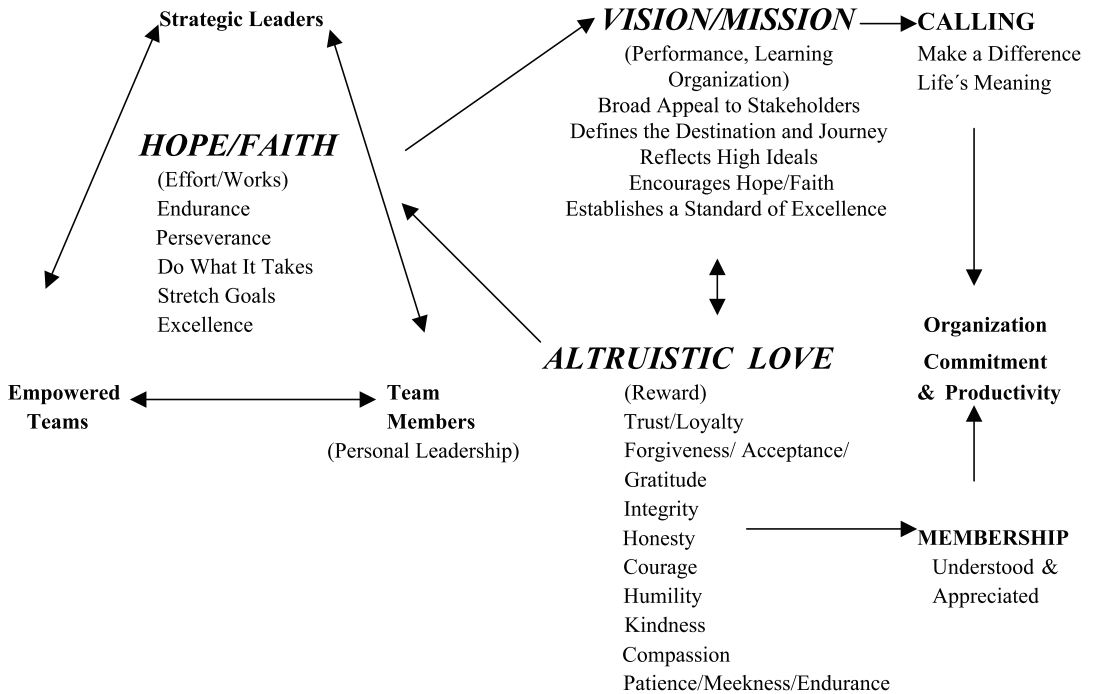 Strategic Leaders
HOPE/FAITH
(Effort/Works)
Endurance
Perseverance
Do What It Takes
Stretch Goals
Excellence
Empowered
Teams
Team
Members
(Personal Leadership)
VISION/MISSION
(Performance, Learning
Organization)
Broad Appeal to Stakeholders
Defines the Destination and Journey
Reflects High Ideals
Encourages Hope/Faith
Establishes a Standard of Excellence
ALTRUISTIC LOVE
(Reward)
Trust/Loyalty
Forgiveness/ Acceptance/
Gratitude
Integrity
Honesty
Courage
Humility
Kindness
Compassion
Patience/Meekness/Endurance
CALLING
Make a Difference
Life´s Meaning
Organization
Commitment
& Productivity
MEMBERSHIP
Understood &
Appreciated